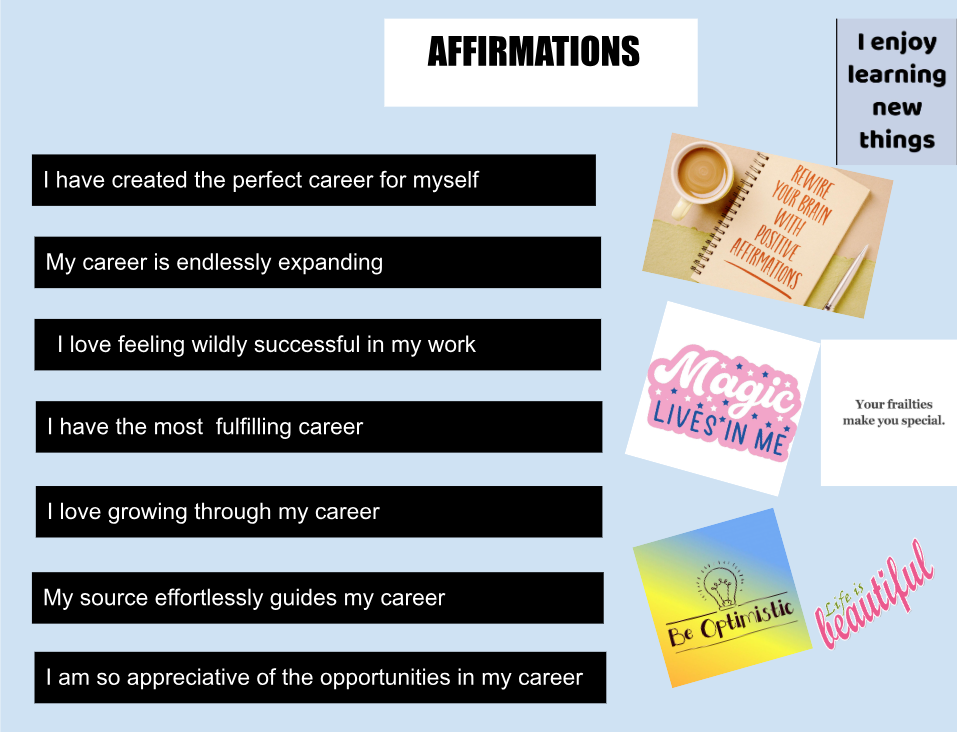 AFFIRMATIONS
I enjoy
learning
new
things
I have created the perfect career for myself
My career is endlessly expanding
I love feeling wildly successful in my work
I have the most  fulfilling career
I love growing through my career
My source effortlessly guides my career
I am so appreciative of the opportunities in my career
REWIRE
YOUR BRAIN
WITH
POSITIVE
AFFIRMATIONS
Magic
LIVES IN ME
Your frailties
make you special.
Be Optimistic
Life is
beautiful